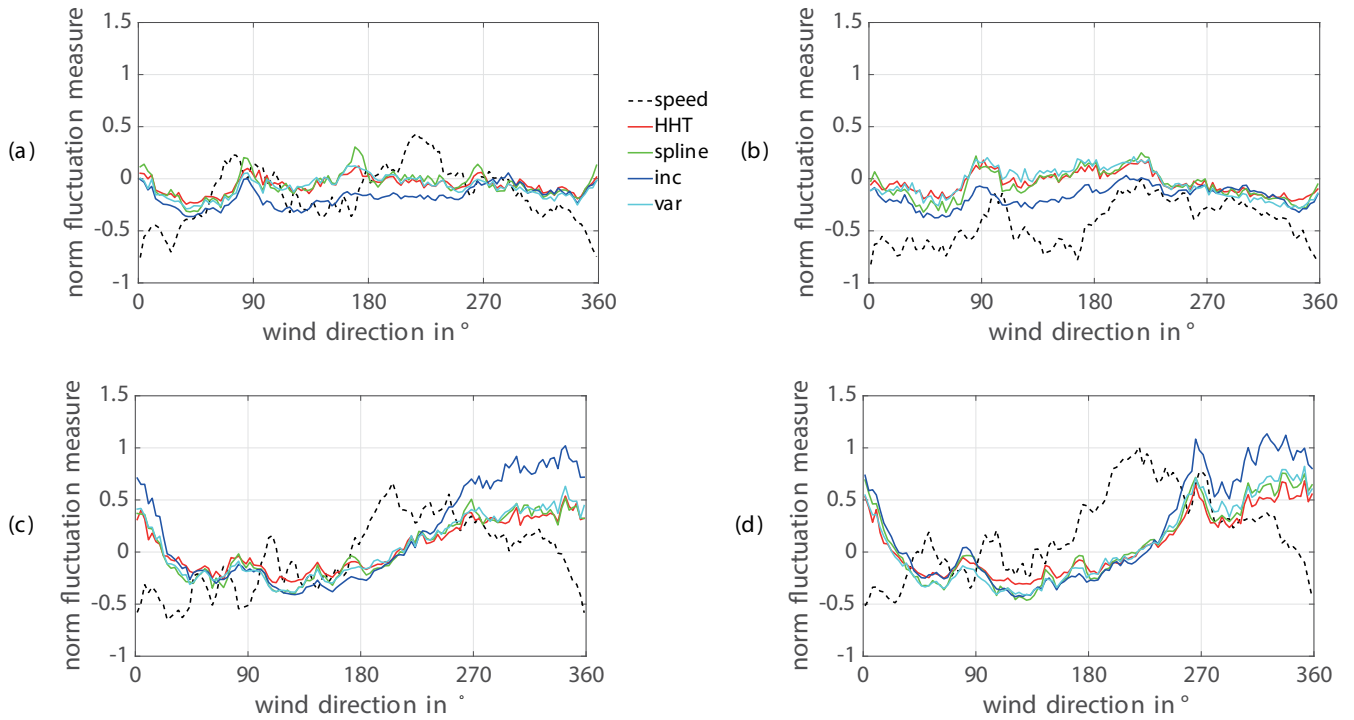 (a)
norm fluctuation measure
1.5
1
0.5
0
-0.5
-1
0 90 180 270 360
wind direction in °
speed
HHT
spline
inc
var
(b)
norm fluctuation measure
1.5
1
0.5
0
-0.5
-1
0 90 180 270 360
wind direction in °
(c)
norm fluctuation measure
1.5
1
0.5
0
-0.5
-1
0 90 180 270 360
wind direction in °
(d)
norm fluctuation measure
1.5
1
0.5
0
-0.5
-1
0 90 180 270 360
wind direction in °